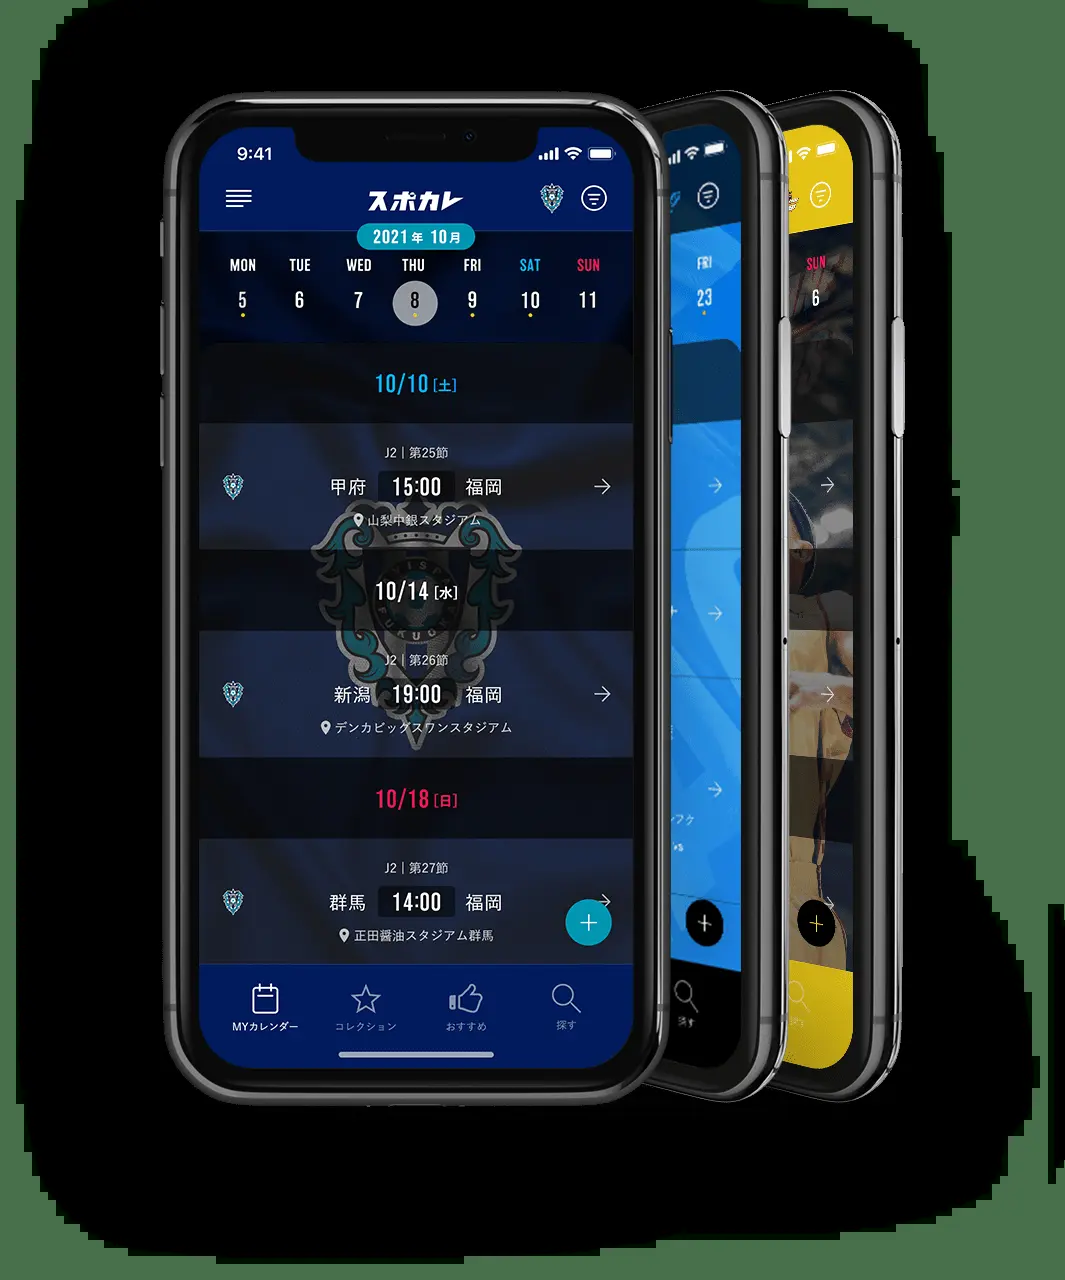 9:41
スポカレ
2021年 10月
MON TUE WED THU FRI SAT SUN
5 6 7 8 9 10 11
10/10 [土]
J2 | 第25節
甲府 15:00 福岡
山梨中銀スタジアム
10/14 [水]
J2 | 第26節
新潟 19:00 福岡
デンカビッグスワンスタジアム
10/18 [日]
J2 | 第27節
群馬 14:00 福岡
正田醤油スタジアム群馬
FUKUOKA
MYカレンダー コレクション おすすめ 探す
FRI
23
SUN
6